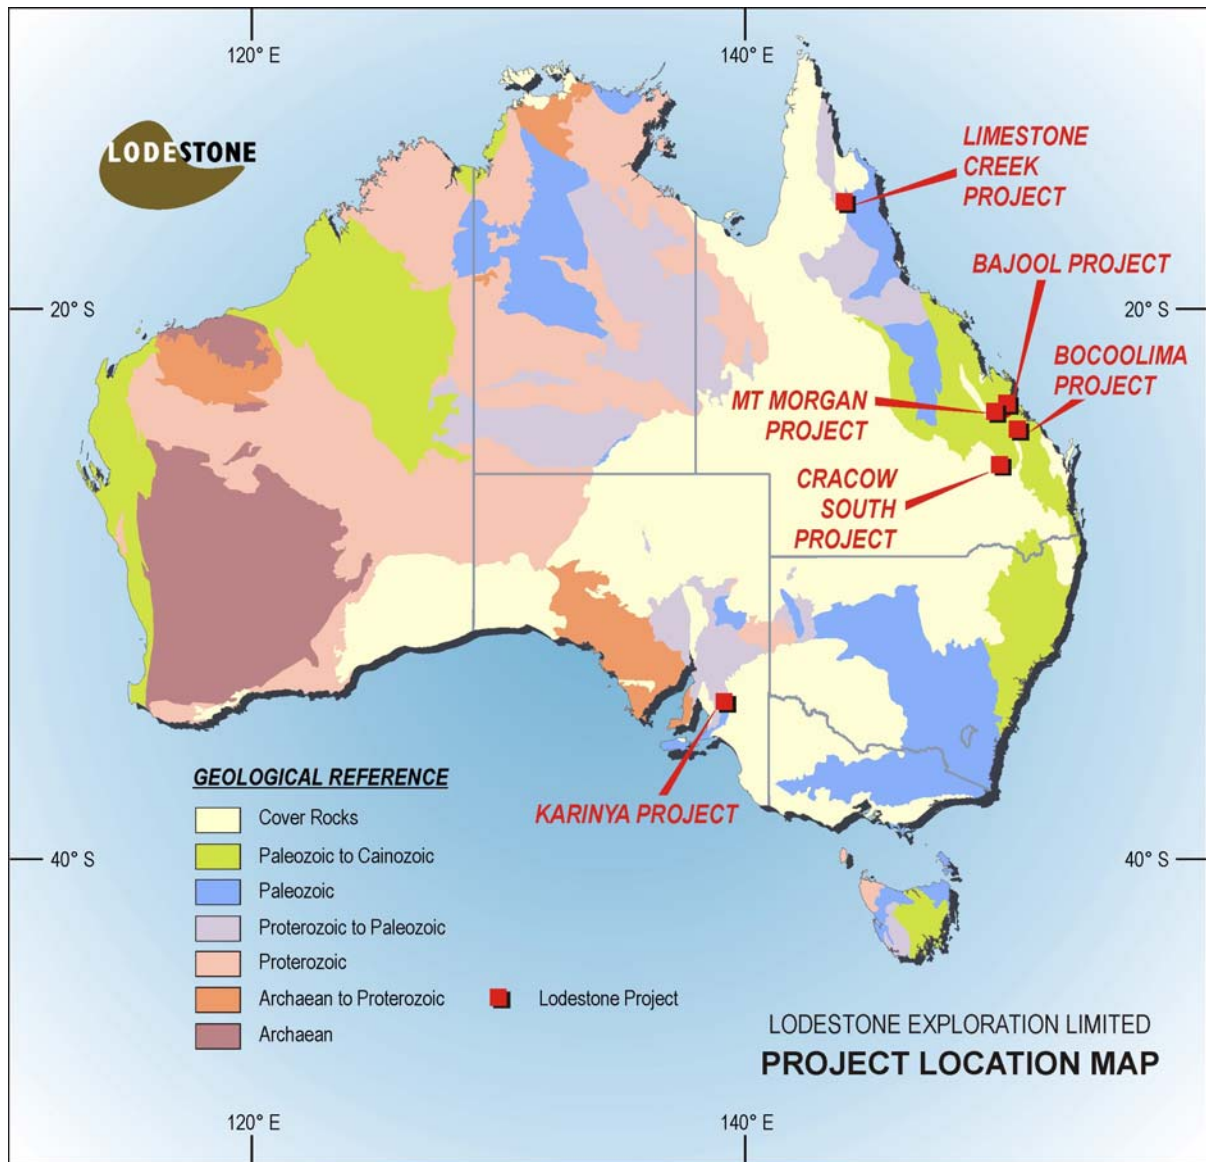 120° E
140° E
LODESTONE
LIMESTONE
CREEK
PROJECT
BAJOOL PROJECT
20° S
20° S
BOCOOLIMA
PROJECT
MT MORGAN
PROJECT
CRACOW
SOUTH
PROJECT
KARINYA PROJECT
GEOLOGICAL REFERENCE
Cover Rocks
Paleozoic to Cainozoic
Paleozoic
Proterozoic to Paleozoic
Proterozoic
Archaean to Proterozoic
Archaean
Lodestone Project
40° S
40° S
LODESTONE EXPLORATION LIMITED
PROJECT LOCATION MAP
120° E
140° E